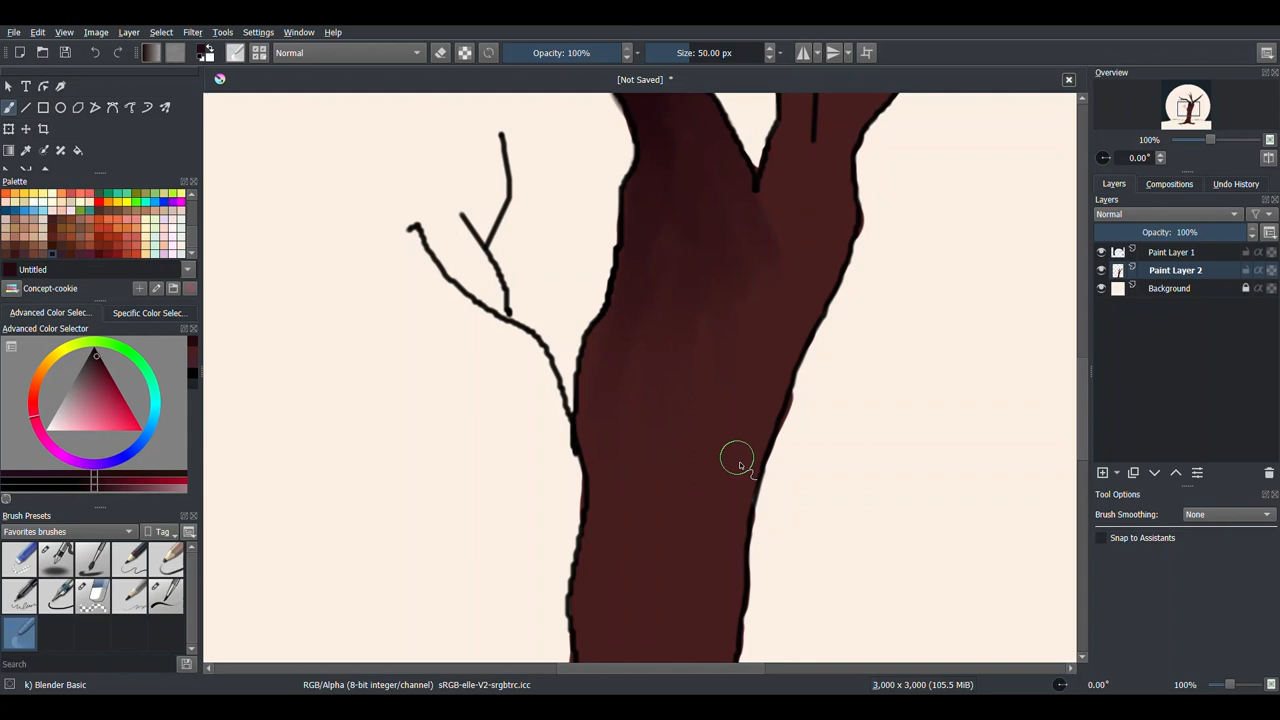 File Edit View Image Layer Select Filter Tools Settings Window Help
Normal Opacity: 100% Size: 50.00 px
[Not Saved] *
Overview
100%
0.00°
Palette
Untitled
Concept-cookie
Advanced Color Selec... Specific Color Selec...
Advanced Color Selector
Brush Presets
Favorite brushes Tag
Search
Layers Compositions Undo History
Layers
Normal
Opacity: 100%
Paint Layer 1
Paint Layer 2
Background
Tool Options
Brush Smoothing: None
Snap to Assistants
k) Blender Basic RGB/Alpha (8-bit integer/channel) sRGB-elle-V2-srgbtrc.icc 3,000 x 3,000 (105.5 MiB) 0.00° 100%